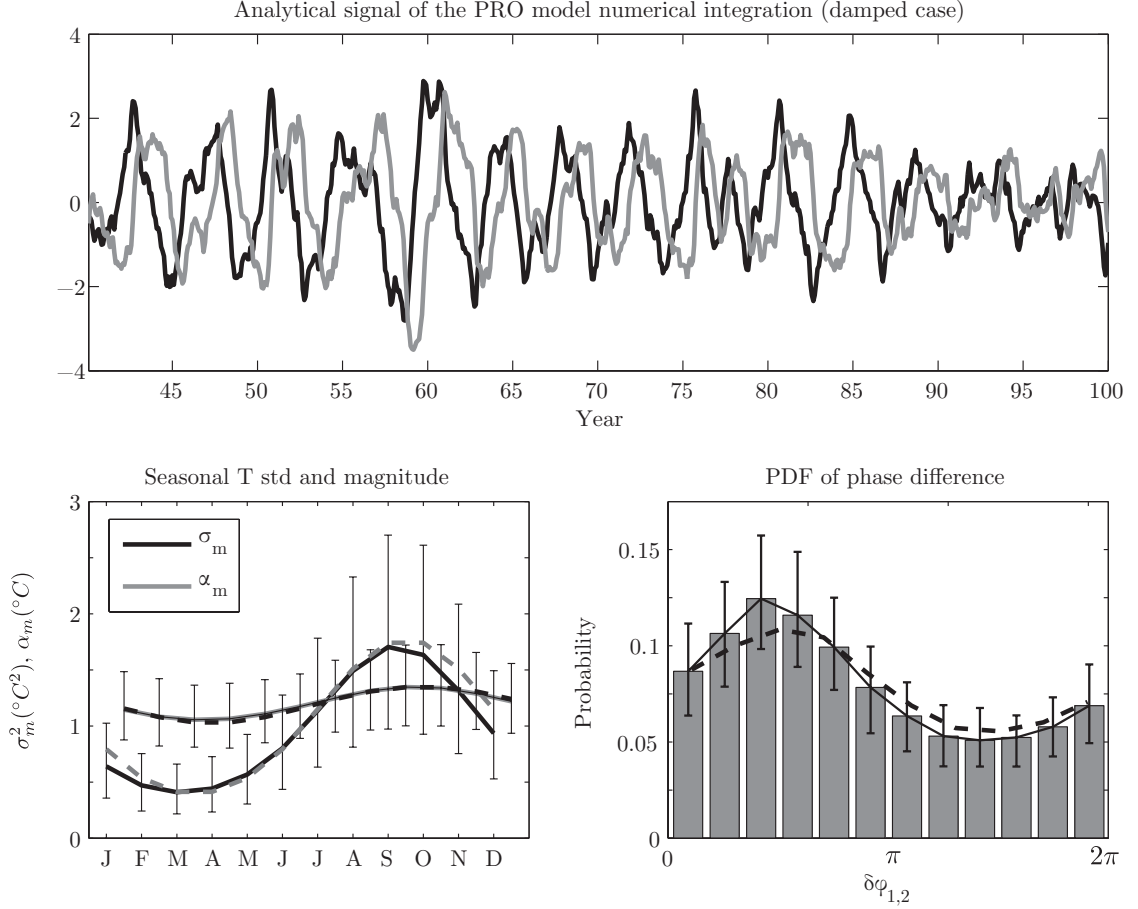 Analytical signal of the PRO model numerical integration (damped case)
4
2
0
−2
−4
45 50 55 60 65 70 75 80 85 90 95 100
Year
Seasonal T std and magnitude
σ²m(°C²), αm(°C)
3
2
1
0
σm
αm
J F M A M J J A S O N D
PDF of phase difference
Probability
0.15
0.1
0.05
0
0 π 2π
δφ1,2